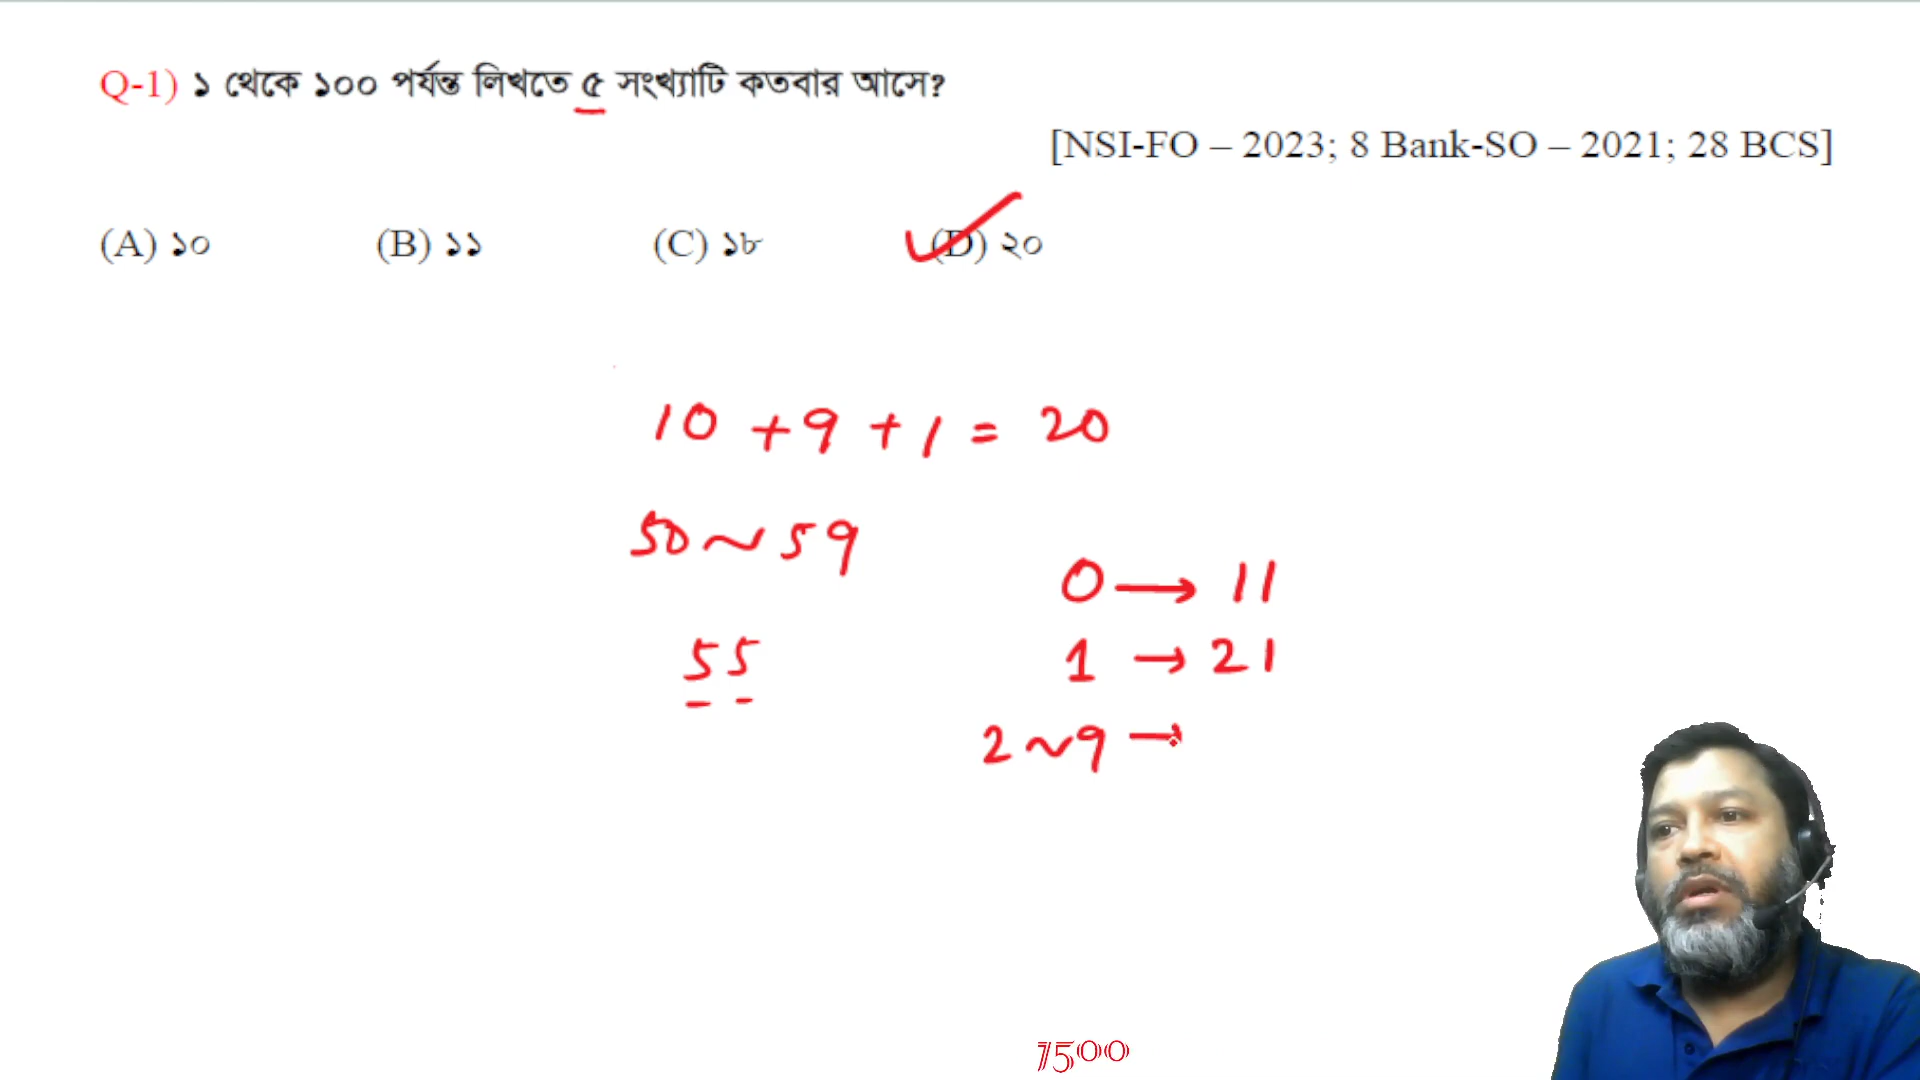 Q-1) ১ থেকে ১০০ পর্যন্ত লিখতে ৫ সংখ্যাটি কতবার আসে?
[NSI-FO – 2023; 8 Bank-SO – 2021; 28 BCS]
(A) ১০ (B) ১১ (C) ১৮ (D) ২০
10 + 9 + 1 = 20
50 ~ 59
0 → 11
55
1 → 21
2 ~ 9 →
1500